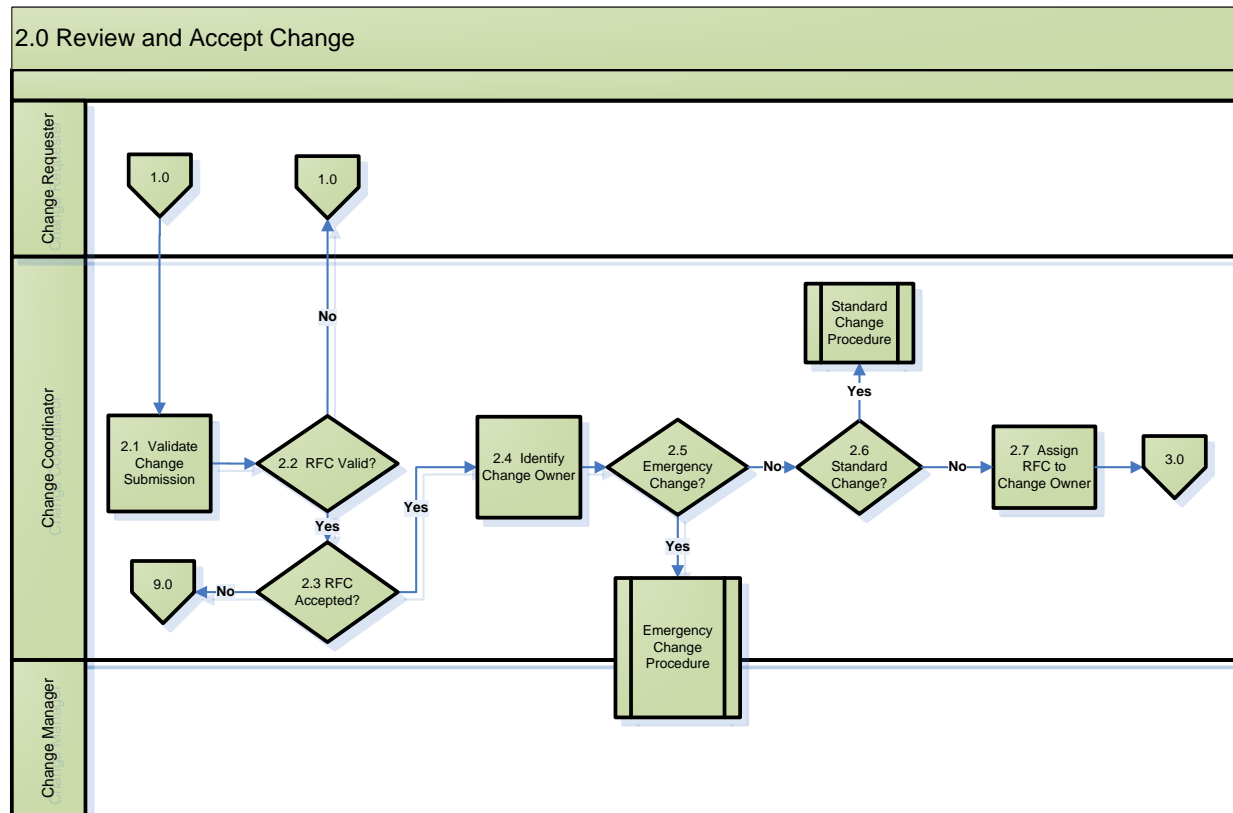 2.0 Review and Accept Change
Change Requester
1.0
1.0
No
Change Coordinator
Standard
Change
Procedure
Yes
2.1 Validate
Change
Submission
2.2 RFC Valid?
2.4 Identify
Change Owner
2.5
Emergency
Change?
No
2.6
Standard
Change?
No
2.7 Assign
RFC to
Change Owner
3.0
Yes
Yes
Yes
9.0
No
2.3 RFC
Accepted?
Emergency
Change
Procedure
Change Manager